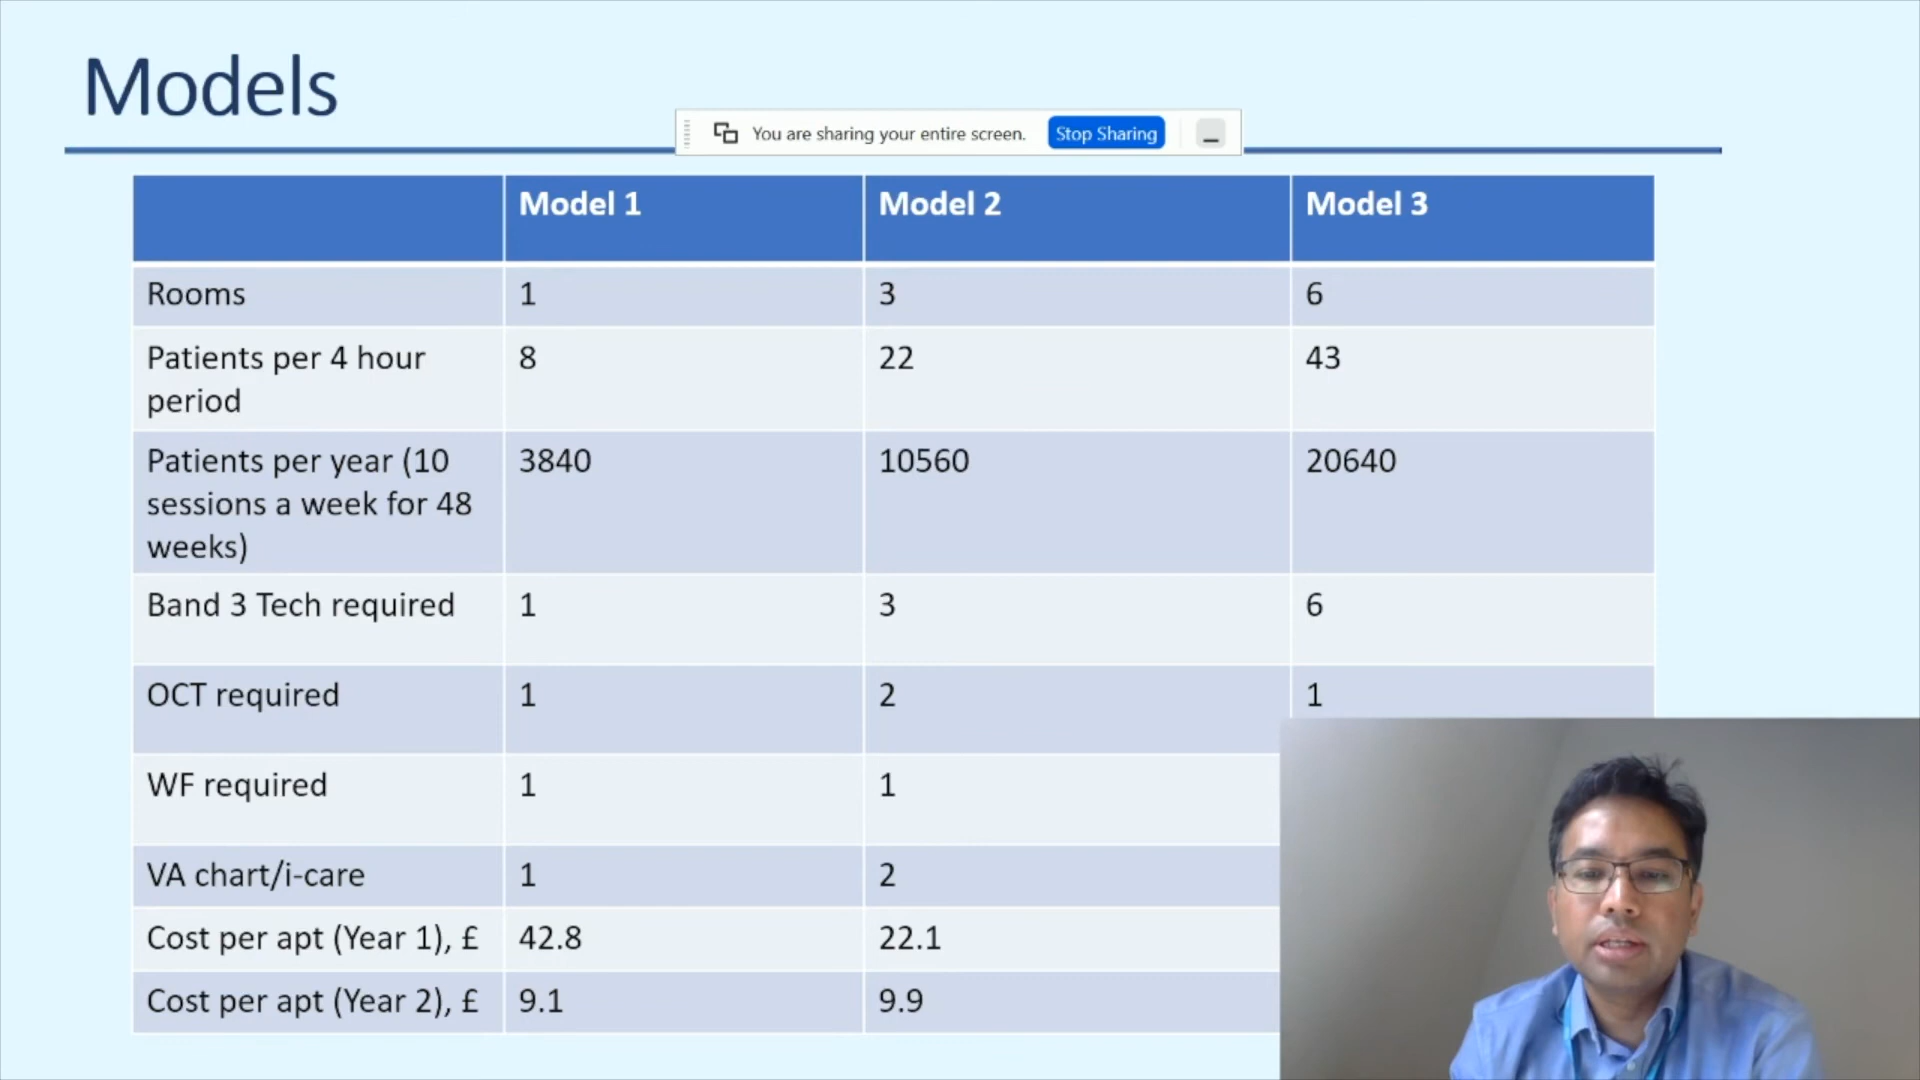 Models
You are sharing your entire screen. Stop Sharing
Model 1 Model 2 Model 3
Rooms 1 3 6
Patients per 4 hour 8 22 43
period
Patients per year (10 3840 10560 20640
sessions a week for 48
weeks)
Band 3 Tech required 1 3 6
OCT required 1 2 1
WF required 1 1
VA chart/i-care 1 2
Cost per apt (Year 1), £ 42.8 22.1
Cost per apt (Year 2), £ 9.1 9.9